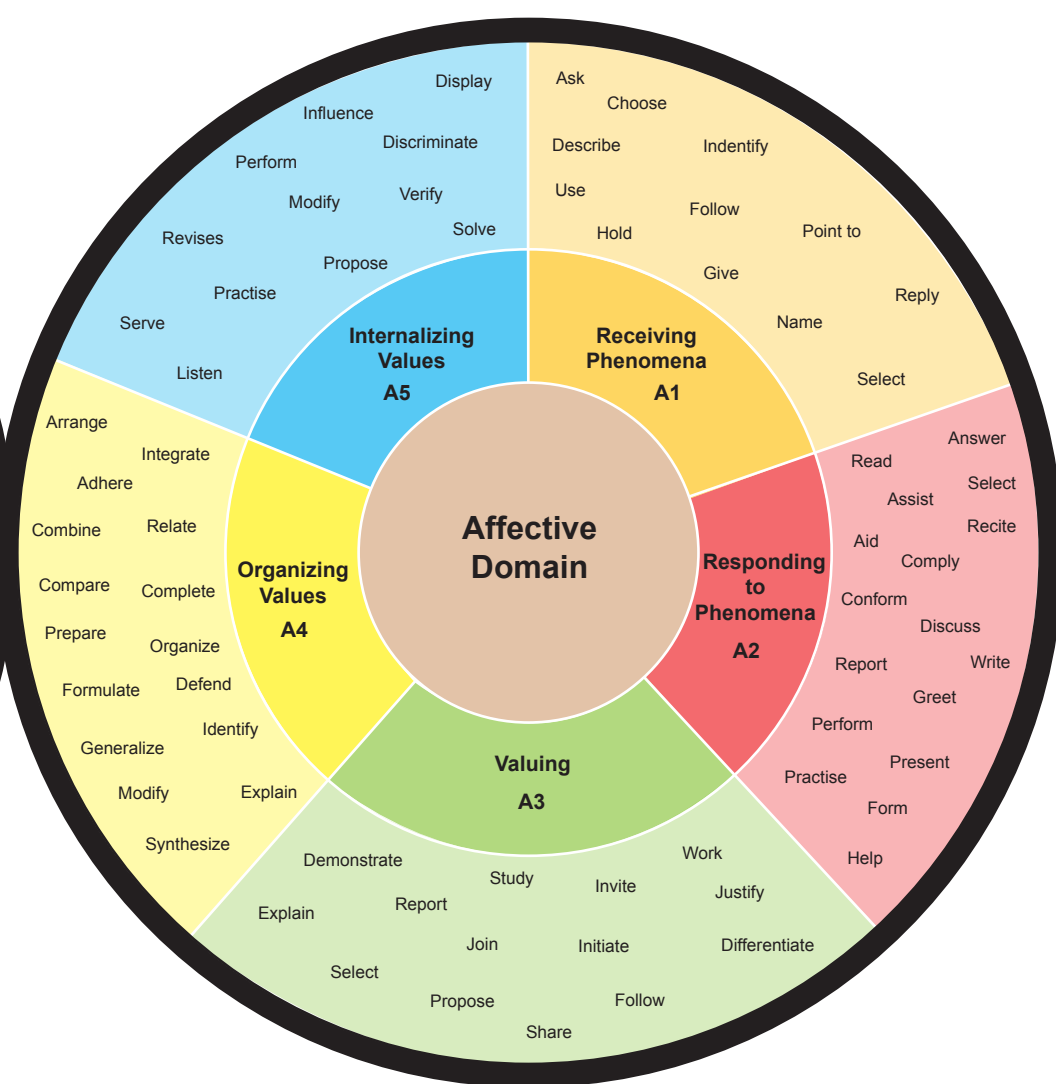 Affective
Domain
Receiving
Phenomena
A1
Ask
Choose
Describe
Indentify
Use
Follow
Hold
Point to
Give
Reply
Name
Select
Responding
to
Phenomena
A2
Answer
Read
Select
Assist
Recite
Aid
Comply
Conform
Discuss
Report
Write
Greet
Perform
Present
Practise
Form
Help
Valuing
A3
Work
Demonstrate
Study
Invite
Justify
Explain
Report
Join
Initiate
Differentiate
Select
Propose
Follow
Share
Organizing
Values
A4
Arrange
Integrate
Adhere
Combine
Relate
Compare
Complete
Prepare
Organize
Formulate
Defend
Identify
Generalize
Modify
Explain
Synthesize
Internalizing
Values
A5
Display
Influence
Discriminate
Perform
Modify
Verify
Solve
Revises
Propose
Practise
Serve
Listen